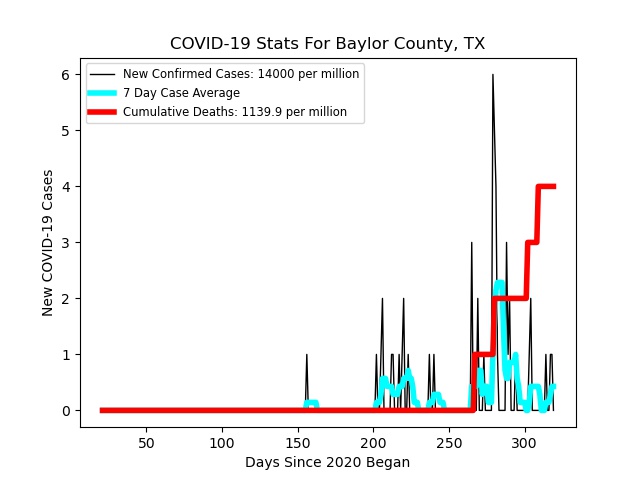 COVID-19 Stats For Baylor County, TX
New Confirmed Cases: 14000 per million
7 Day Case Average
Cumulative Deaths: 1139.9 per million
New COVID-19 Cases
6
5
4
3
2
1
0
50 100 150 200 250 300
Days Since 2020 Began